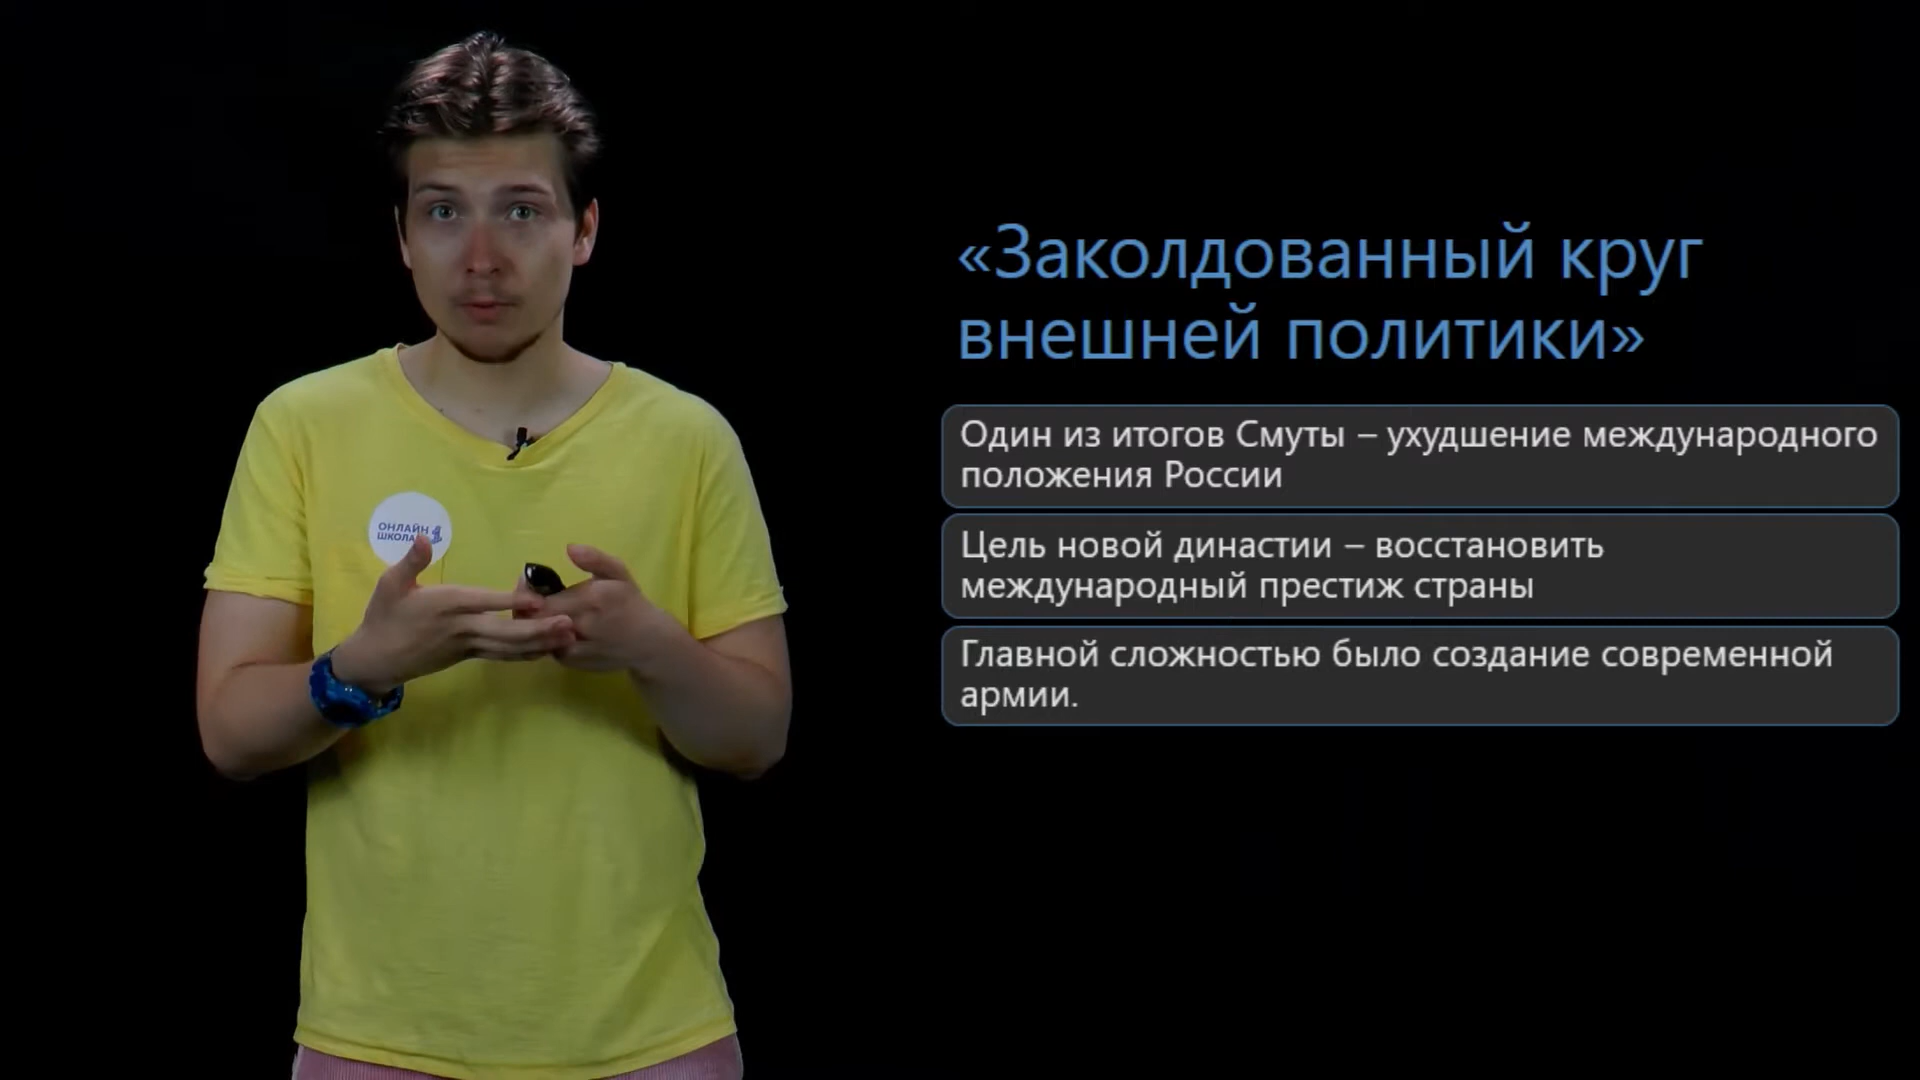 «Заколдованный круг
внешней политики»
Один из итогов Смуты – ухудшение международного
положения России
Цель новой династии – восстановить
международный престиж страны
Главной сложностью было создание современной
армии.
ОНЛАЙН
ШКОЛА